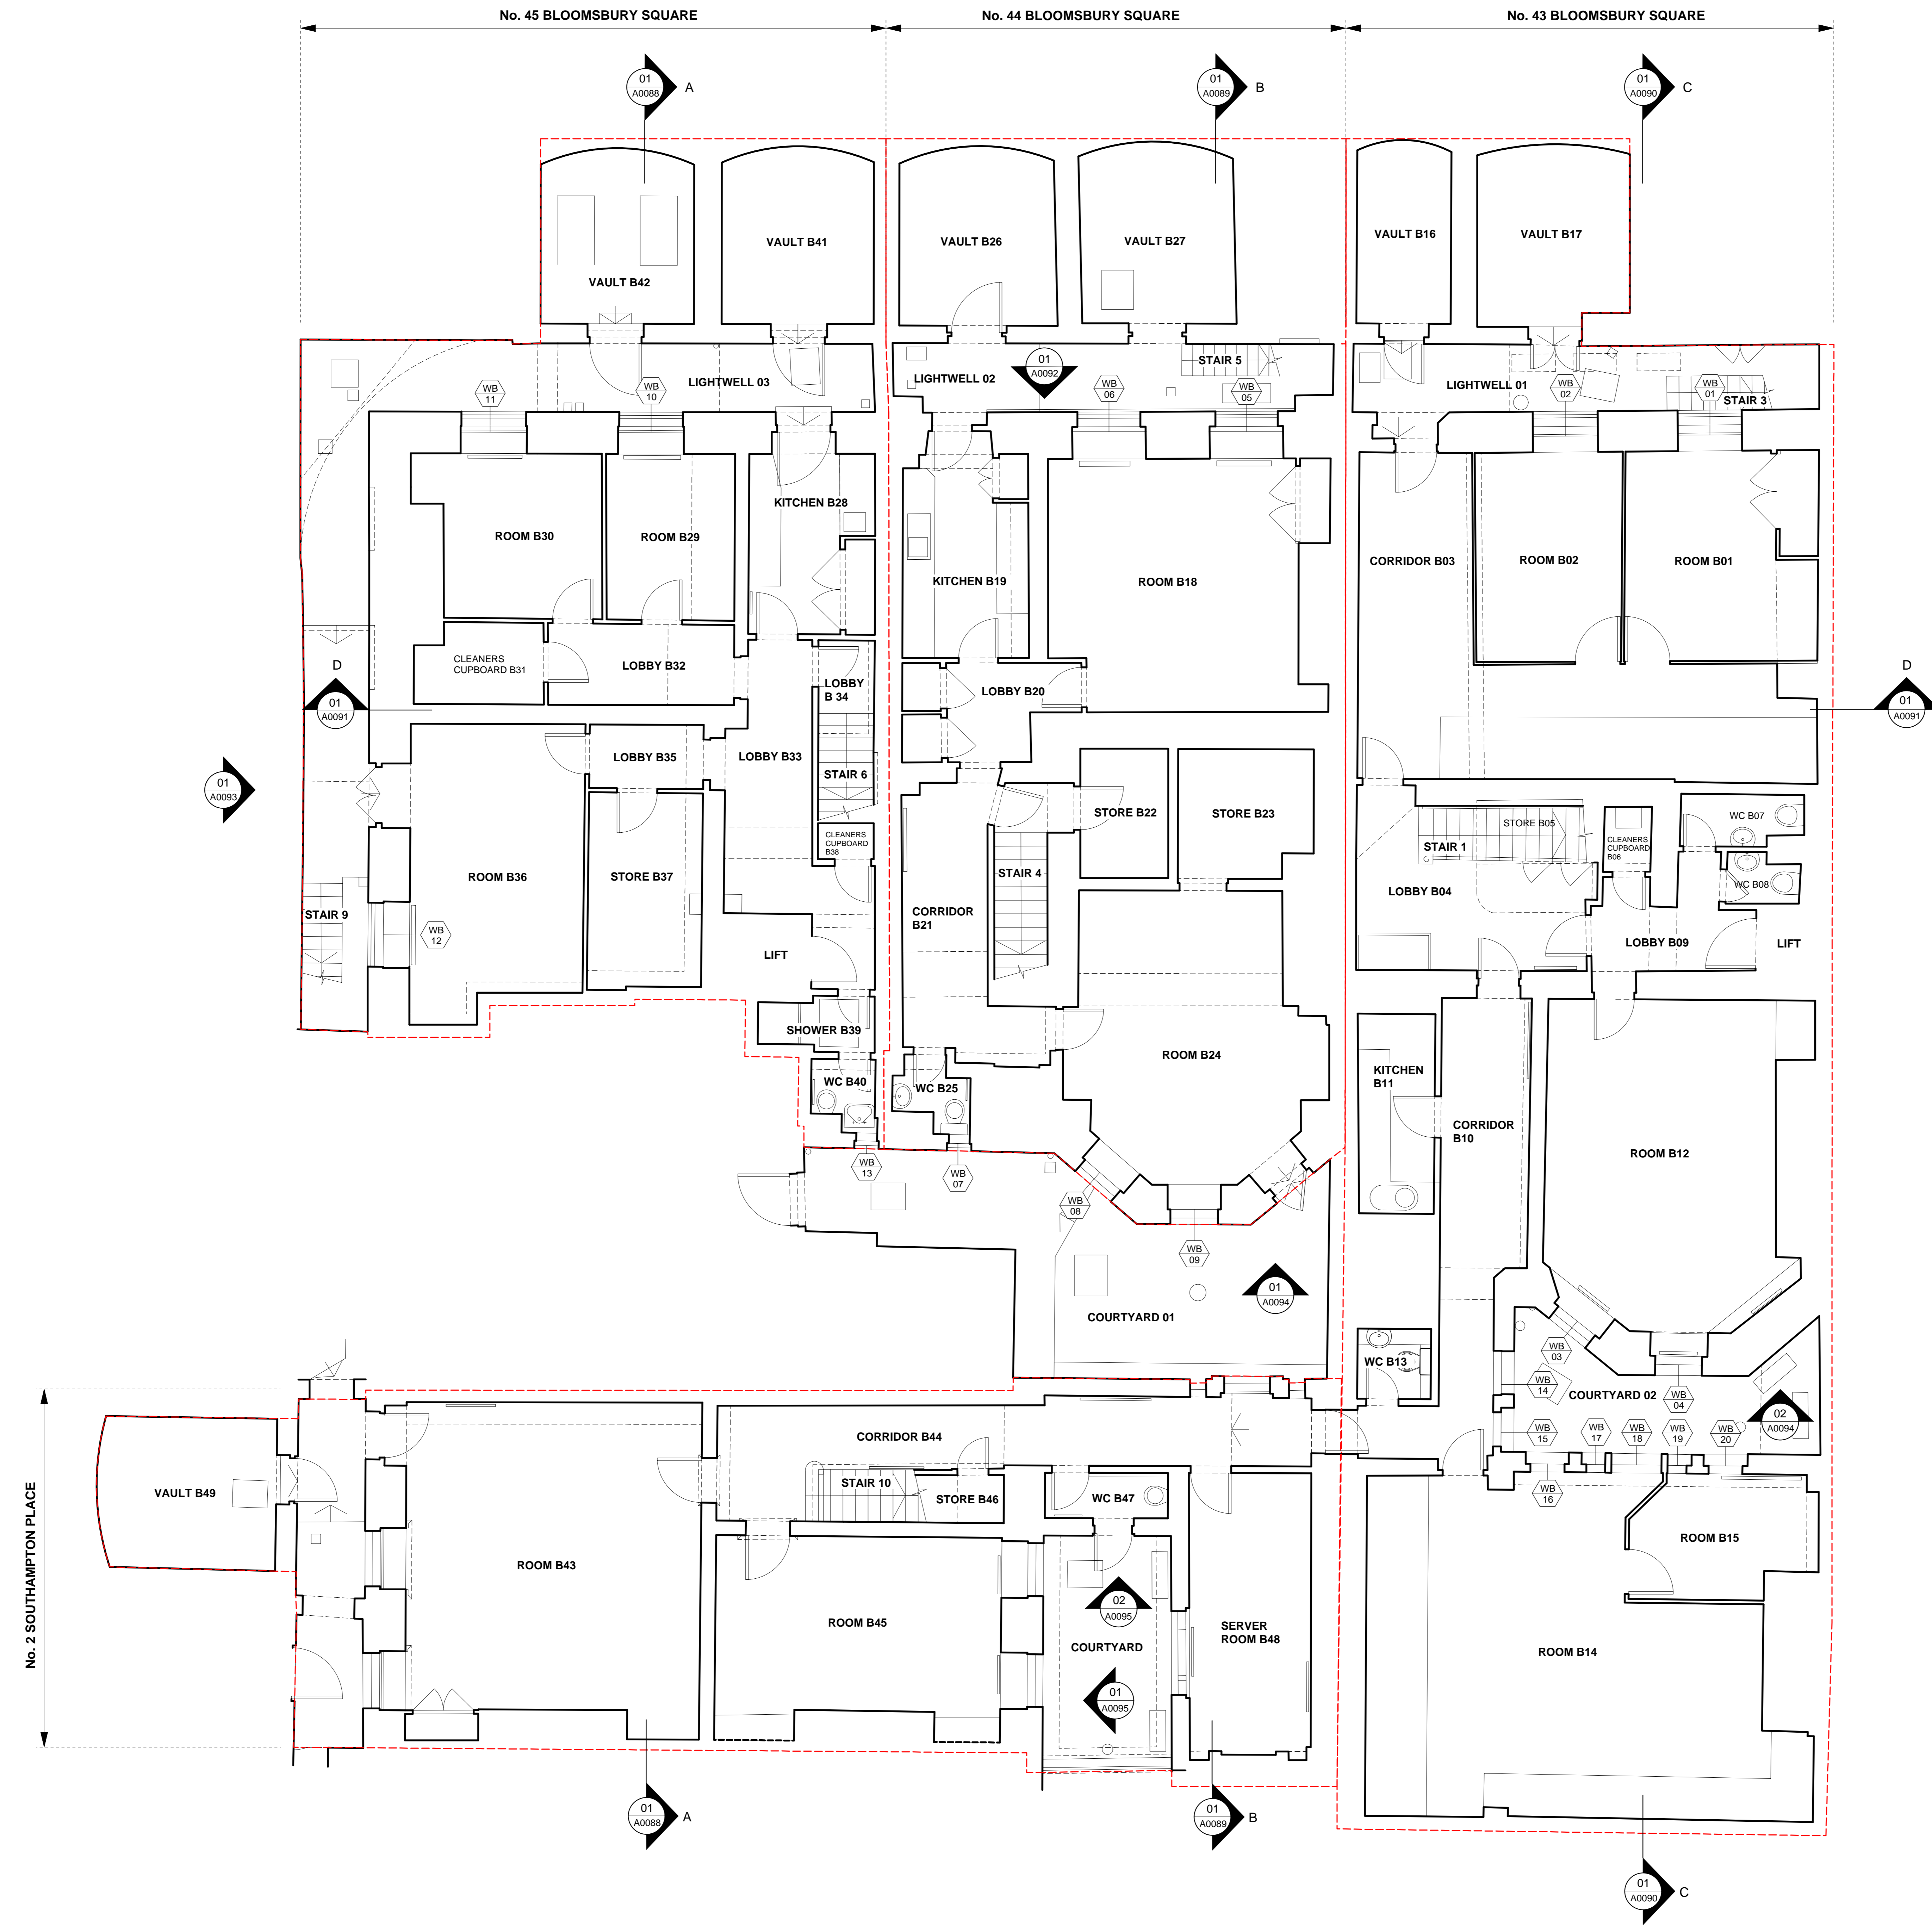 No. 45 BLOOMSBURY SQUARE
No. 44 BLOOMSBURY SQUARE
No. 43 BLOOMSBURY SQUARE
01
A0088
A
01
A0089
B
01
A0090
C
VAULT B42
VAULT B41
VAULT B26
VAULT B27
VAULT B16
VAULT B17
LIGHTWELL 03
LIGHTWELL 02
01
A0092
STAIR 5
LIGHTWELL 01
STAIR 3
WB
11
WB
10
WB
06
WB
05
WB
02
WB
01
KITCHEN B28
ROOM B30
ROOM B29
KITCHEN B19
ROOM B18
CORRIDOR B03
ROOM B02
ROOM B01
CLEANERS
CUPBOARD B31
LOBBY B32
LOBBY
B 34
LOBBY B20
D
01
A0091
D
01
A0091
01
A0093
LOBBY B35
LOBBY B33
STAIR 6
STORE B22
STORE B23
CLEANERS
CUPBOARD
B38
STORE B05
STAIR 1
CLEANERS
CUPBOARD
B06
WC B07
WC B08
ROOM B36
STORE B37
STAIR 4
LOBBY B04
STAIR 9
WB
12
CORRIDOR
B21
LIFT
LOBBY B09
LIFT
SHOWER B39
ROOM B24
WC B40
WC B25
KITCHEN
B11
CORRIDOR
B10
ROOM B12
WB
13
WB
07
WB
08
WB
09
COURTYARD 01
01
A0094
WC B13
WB
03
WB
14
COURTYARD 02
WB
04
02
A0094
WB
15
WB
17
WB
18
WB
19
WB
20
WB
16
No. 2 SOUTHAMPTON PLACE
VAULT B49
CORRIDOR B44
STAIR 10
STORE B46
WC B47
ROOM B43
ROOM B45
02
A0095
COURTYARD
01
A0095
SERVER
ROOM B48
ROOM B15
ROOM B14
01
A0088
A
01
A0089
B
01
A0090
C